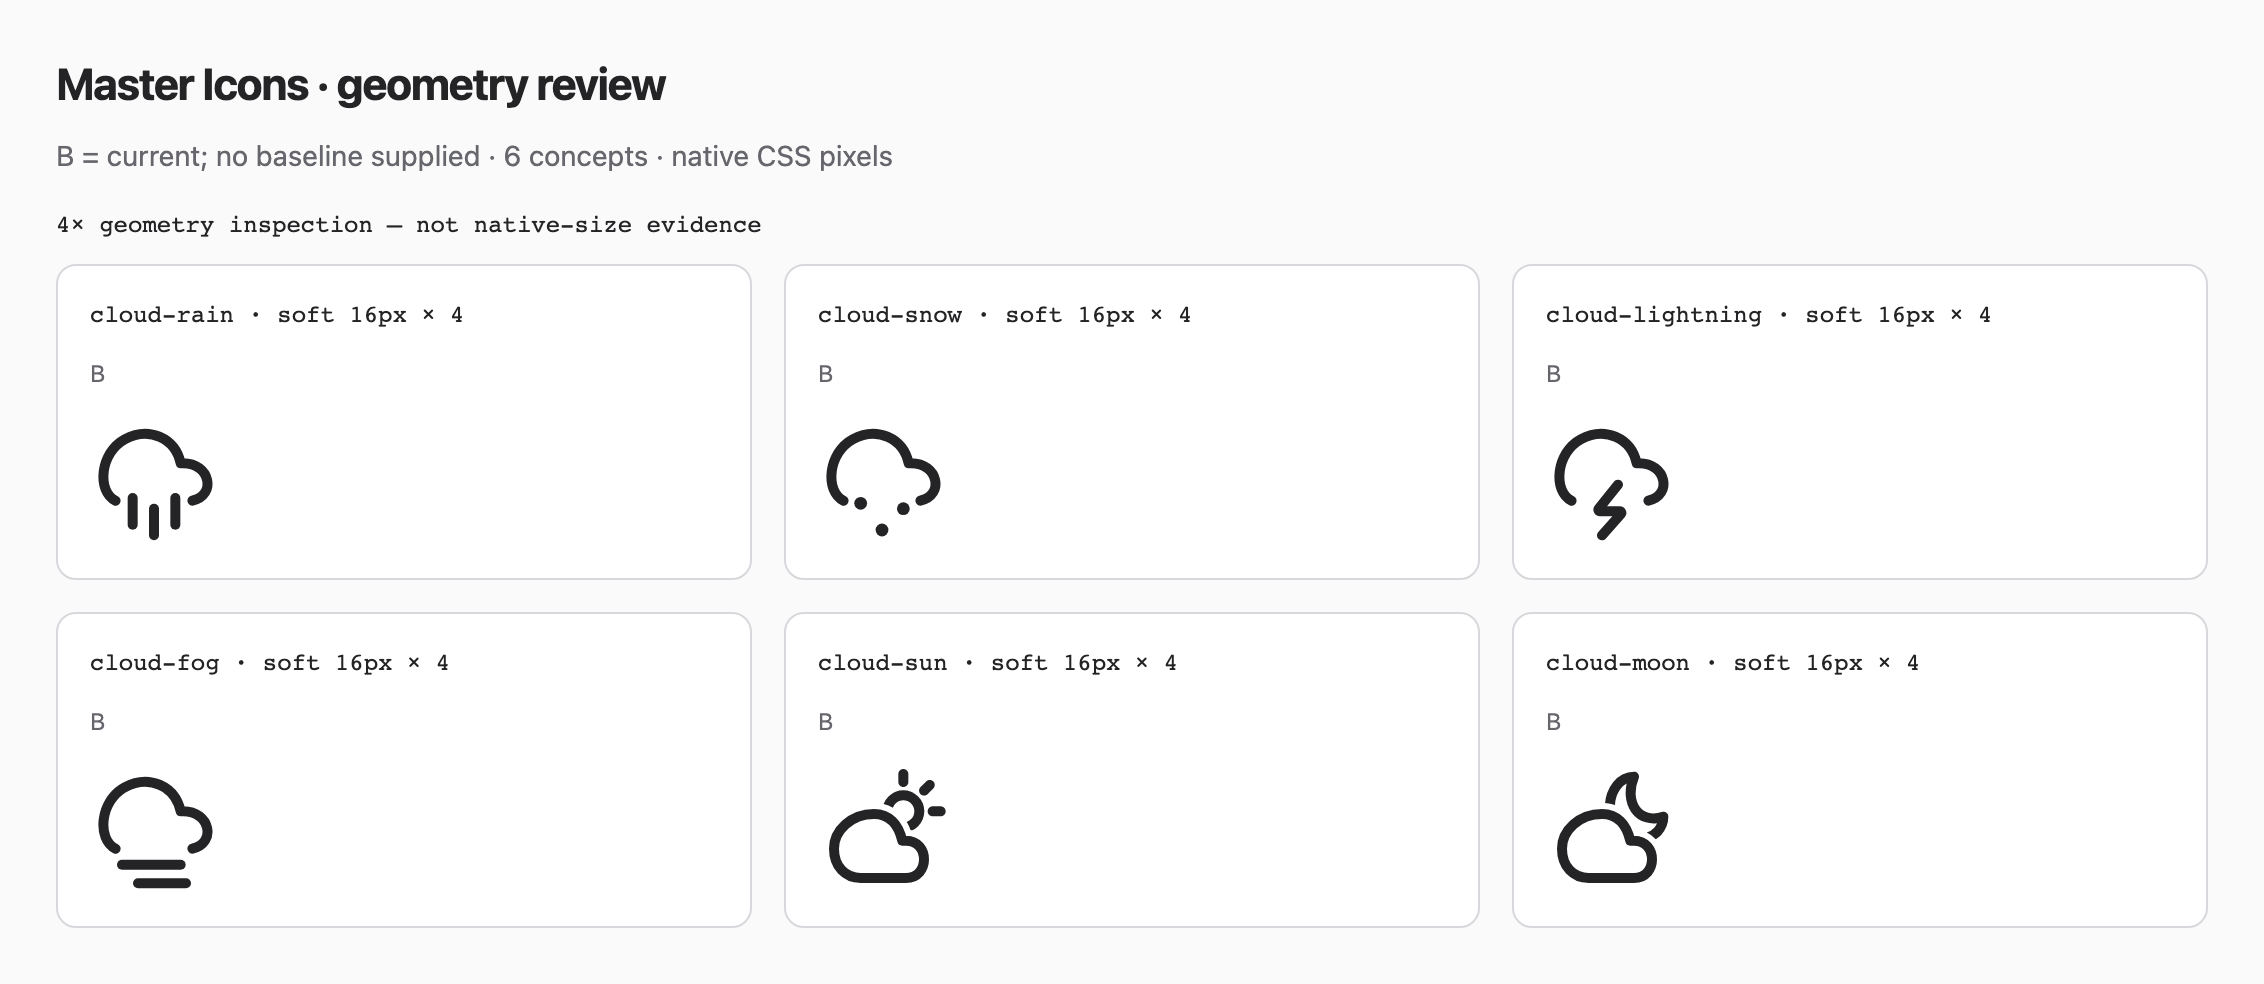 Master Icons · geometry review
B = current; no baseline supplied · 6 concepts · native CSS pixels
4× geometry inspection — not native-size evidence
cloud-rain · soft 16px × 4
B
cloud-snow · soft 16px × 4
B
cloud-lightning · soft 16px × 4
B
cloud-fog · soft 16px × 4
B
cloud-sun · soft 16px × 4
B
cloud-moon · soft 16px × 4
B